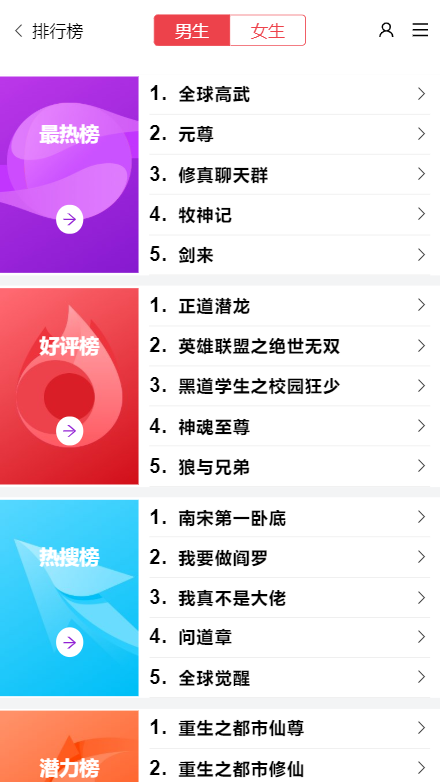 排行榜
男生
女生
最热榜
1. 全球高武
2. 元尊
3. 修真聊天群
4. 牧神记
5. 剑来
好评榜
1. 正道潜龙
2. 英雄联盟之绝世无双
3. 黑道学生之校园狂少
4. 神魂至尊
5. 狼与兄弟
热搜榜
1. 南宋第一卧底
2. 我要做阎罗
3. 我真不是大佬
4. 问道章
5. 全球觉醒
潜力榜
1. 重生之都市仙尊
2. 重生之都市修仙